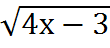 √(4x − 3)